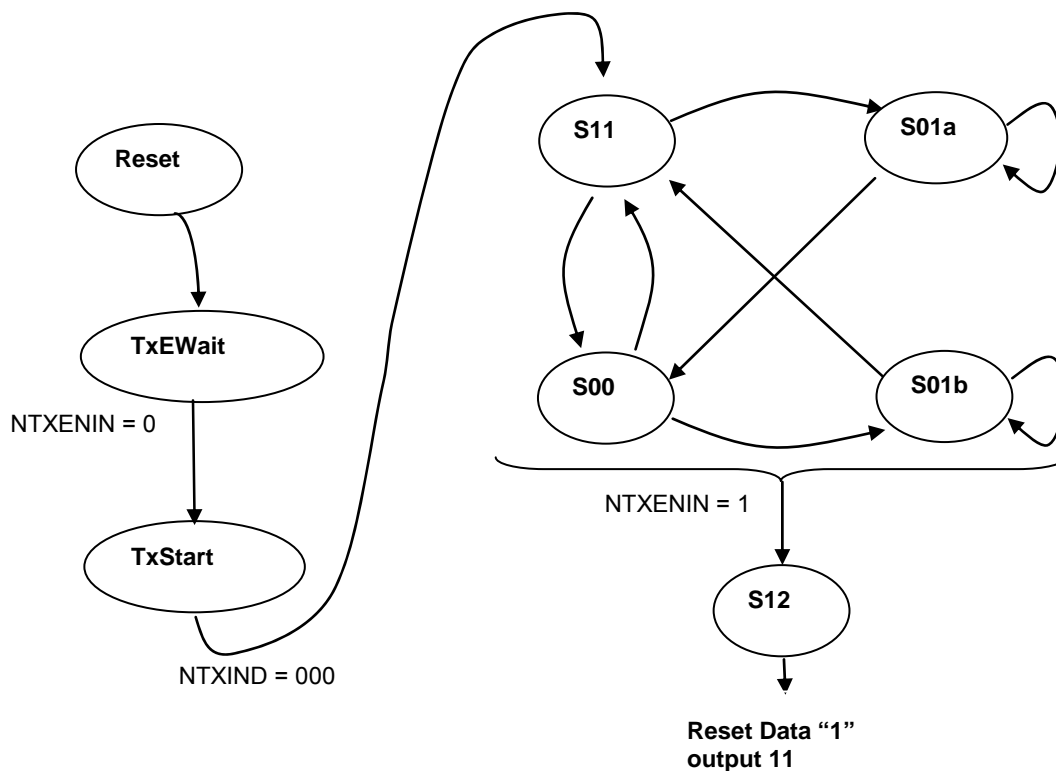 Reset
TxEWait
NTXENIN = 0
TxStart
NTXIND = 000
S11
S01a
S00
S01b
NTXENIN = 1
S12
Reset Data “1”
output 11